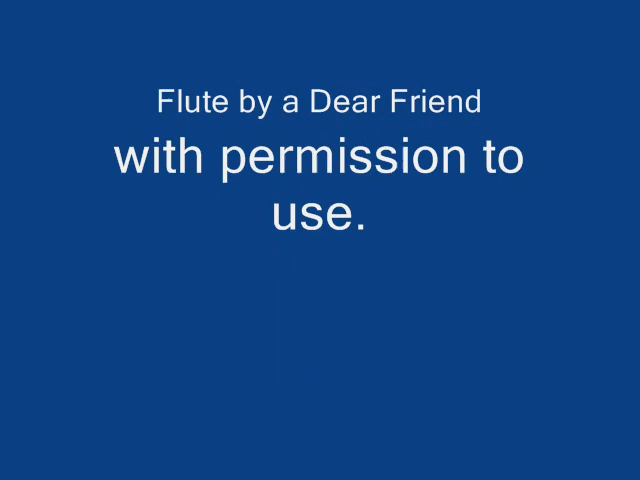 Flute by a Dear Friend
with permission to
use.